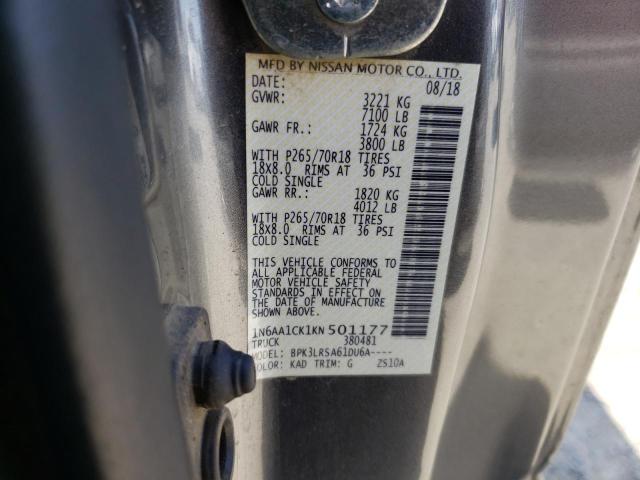 MFD BY NISSAN MOTOR CO., LTD.
DATE: 08/18
GVWR: 3221 KG
7100 LB
GAWR FR.: 1724 KG
3800 LB
WITH P265/70R18 TIRES
18X8.0 RIMS AT 36 PSI
COLD SINGLE
GAWR RR.: 1820 KG
4012 LB
WITH P265/70R18 TIRES
18X8.0 RIMS AT 36 PSI
COLD SINGLE
THIS VEHICLE CONFORMS TO
ALL APPLICABLE FEDERAL
MOTOR VEHICLE SAFETY
STANDARDS IN EFFECT ON
THE DATE OF MANUFACTURE
SHOWN ABOVE.
1N6AA1CK1KN501177
TRUCK 380481
MODEL: BPK3LRSA61DU6A----
COLOR: KAD TRIM: G ZS10A